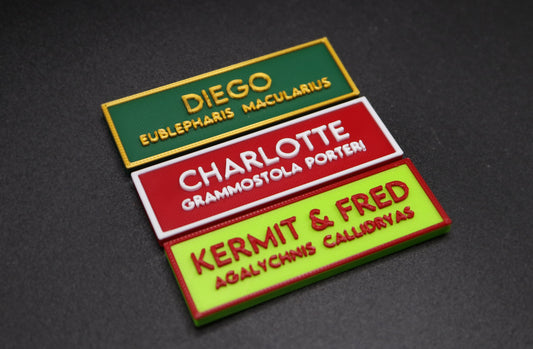 DIEGO
EUBLEPHARIS MACULARIUS
CHARLOTTE
GRAMMOSTOLA PORTERI
KERMIT & FRED
AGALYCHNIS CALLIDRYAS